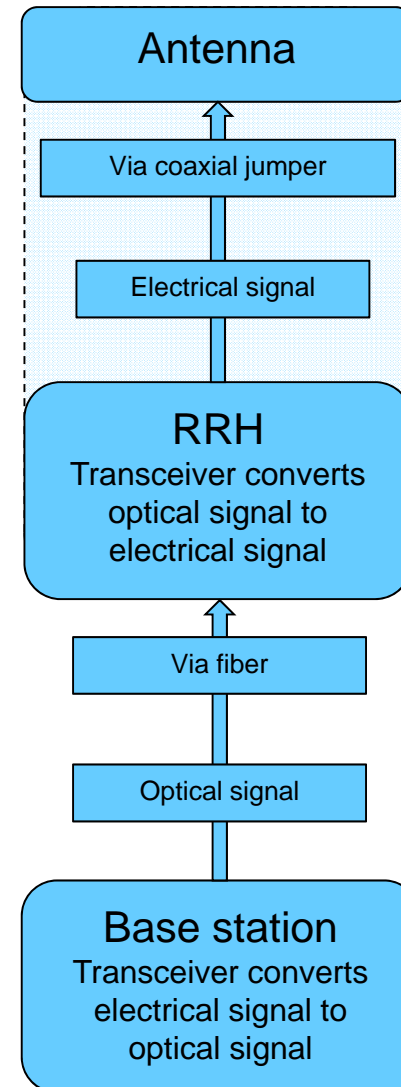 Antenna
Via coaxial jumper
Electrical signal
RRH
Transceiver converts
optical signal to
electrical signal
Via fiber
Optical signal
Base station
Transceiver converts
electrical signal to
optical signal